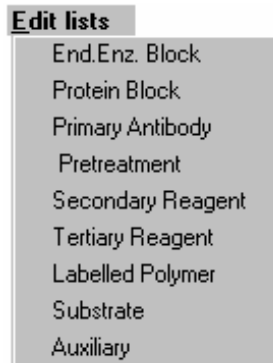 Edit lists
End.Enz. Block
Protein Block
Primary Antibody
Pretreatment
Secondary Reagent
Tertiary Reagent
Labelled Polymer
Substrate
Auxiliary